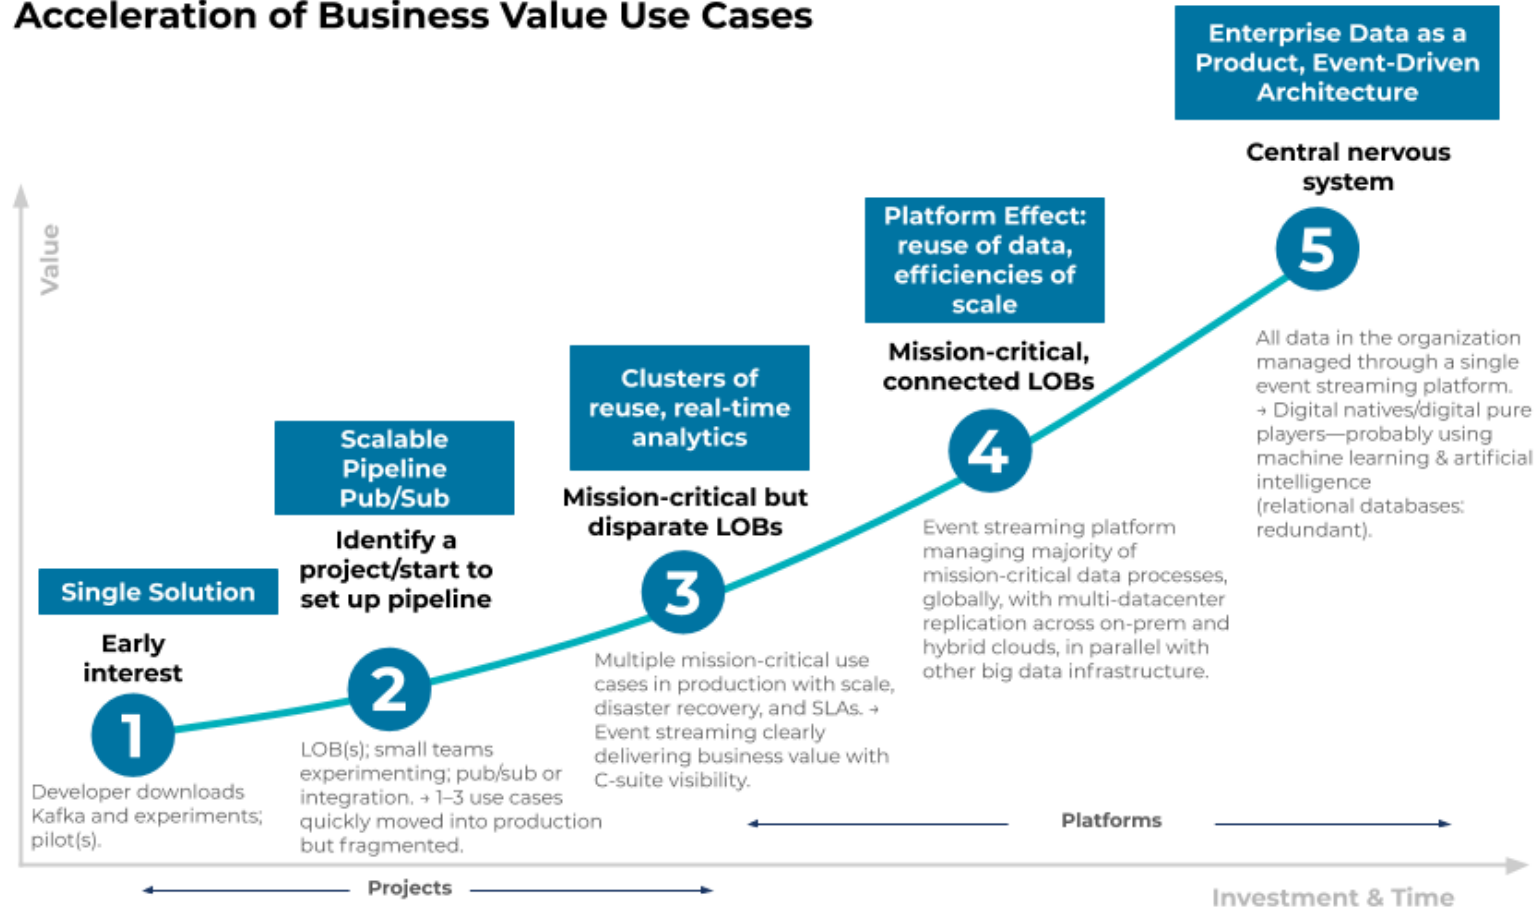 Acceleration of Business Value Use Cases
Value
Single Solution
Early
interest
1
Developer downloads
Kafka and experiments;
pilot(s).
Scalable
Pipeline
Pub/Sub
Identify a
project/start to
set up pipeline
2
LOB(s); small teams
experimenting; pub/sub or
integration. → 1–3 use cases
quickly moved into production
but fragmented.
Clusters of
reuse, real-time
analytics
Mission-critical but
disparate LOBs
3
Multiple mission-critical use
cases in production with scale,
disaster recovery, and SLAs. →
Event streaming clearly
delivering business value with
C-suite visibility.
Platform Effect:
reuse of data,
efficiencies of
scale
Mission-critical,
connected LOBs
4
Event streaming platform
managing majority of
mission-critical data processes,
globally, with multi-datacenter
replication across on-prem and
hybrid clouds, in parallel with
other big data infrastructure.
Enterprise Data as a
Product, Event-Driven
Architecture
Central nervous
system
5
All data in the organization
managed through a single
event streaming platform.
→ Digital natives/digital pure
players—probably using
machine learning & artificial
intelligence
(relational databases:
redundant).
Platforms
Projects
Investment & Time